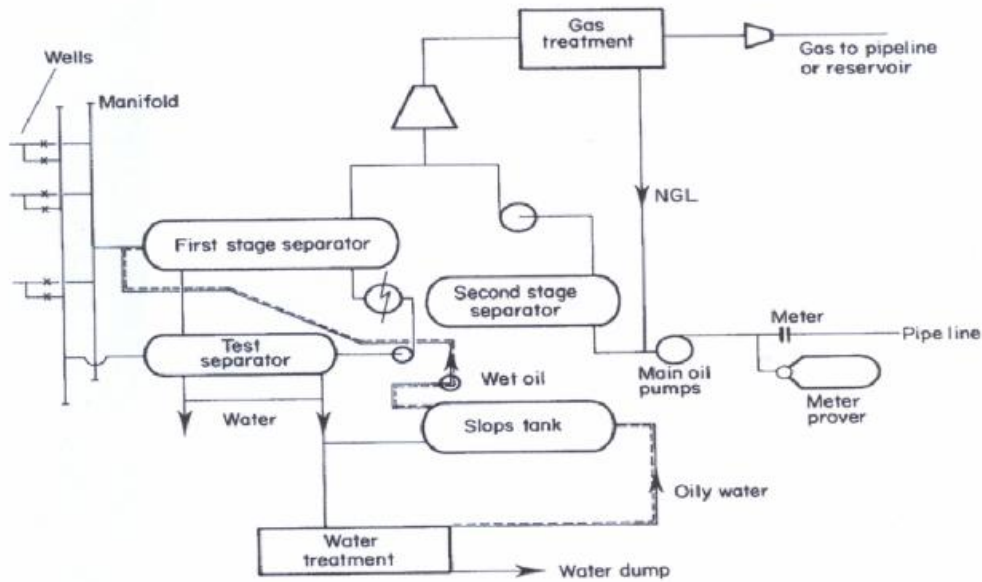 Gas
treatment
Gas to pipeline
or reservoir
Wells
Manifold
NGL
First stage separator
Second stage
separator
Meter
Pipe line
Test
separator
Wet oil
Main oil
pumps
Meter
prover
Water
Slops tank
Oily water
Water
treatment
Water dump